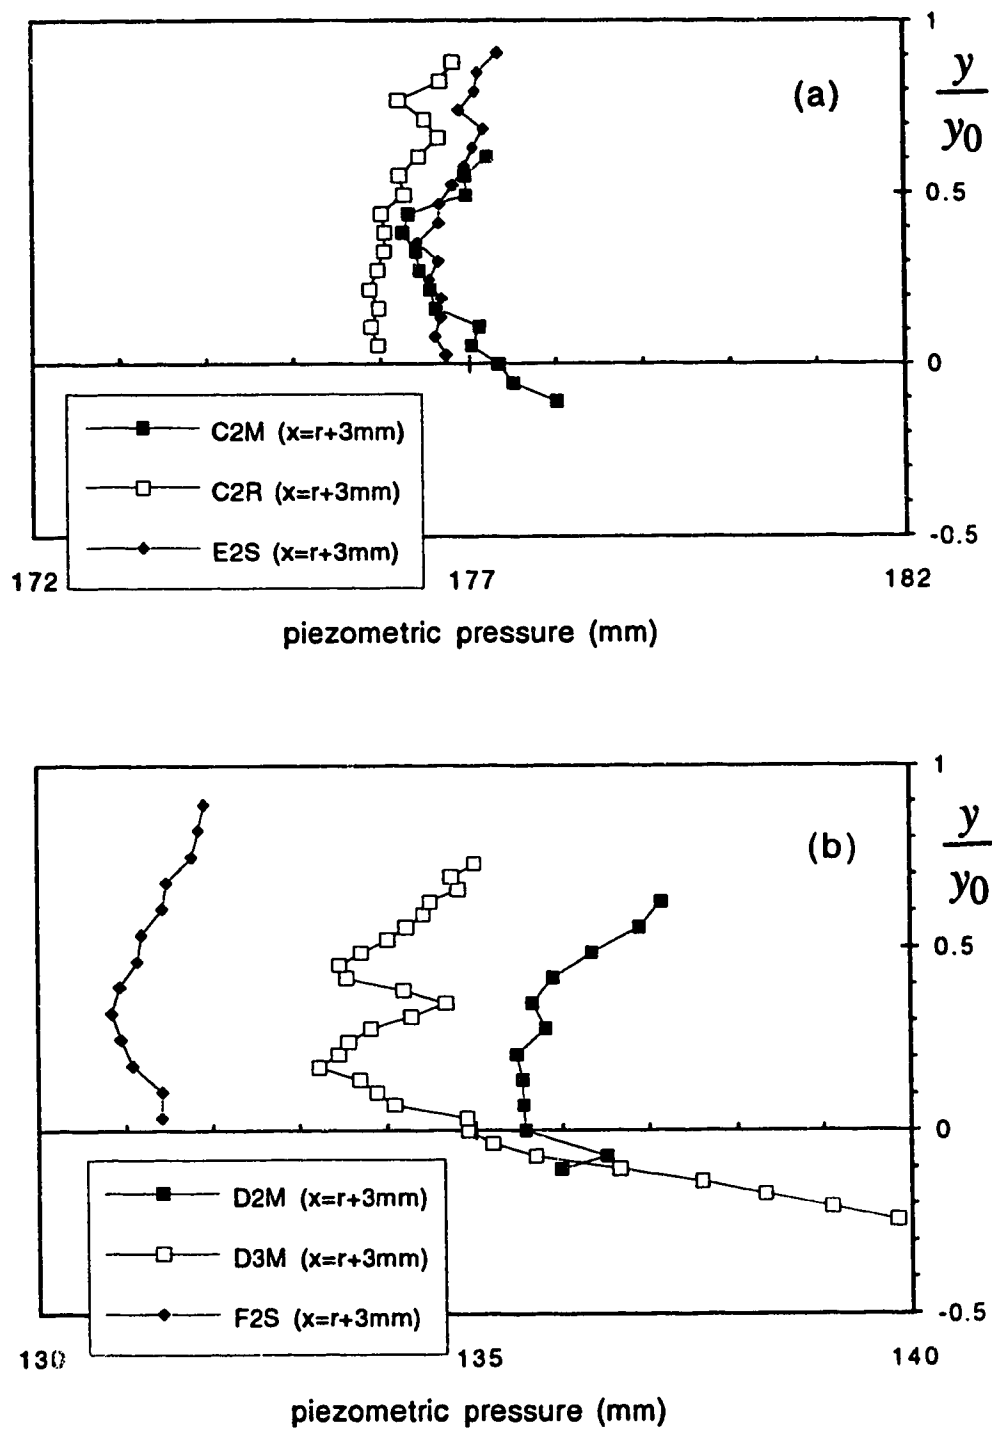 1
y
y0
(a)
0.5
0
C2M (x=r+3mm)
C2R (x=r+3mm)
E2S (x=r+3mm)
-0.5
172 177 182
piezometric pressure (mm)
1
y
y0
(b)
0.5
0
D2M (x=r+3mm)
D3M (x=r+3mm)
F2S (x=r+3mm)
-0.5
130 135 140
piezometric pressure (mm)